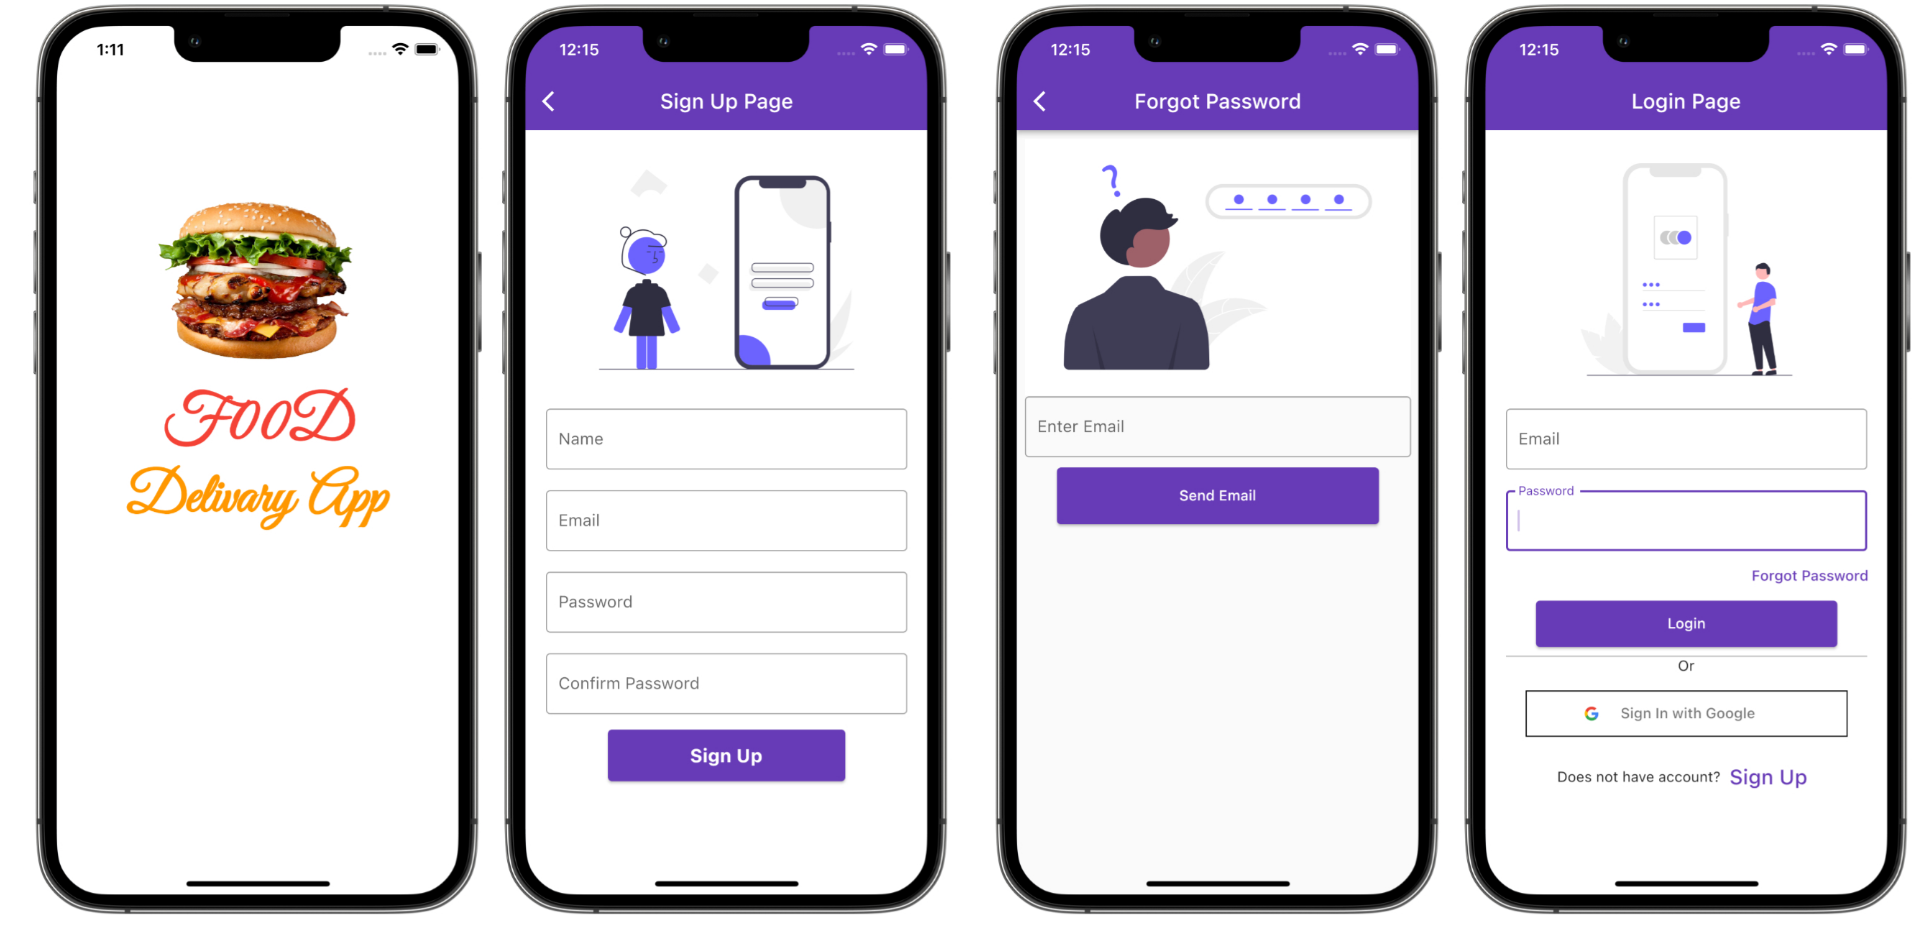 1:11
FOOD
Delivary App
12:15
Sign Up Page
Name
Email
Password
Confirm Password
Sign Up
12:15
Forgot Password
?
Enter Email
Send Email
12:15
Login Page
Email
Password
Forgot Password
Login
Or
G Sign In with Google
Does not have account? Sign Up